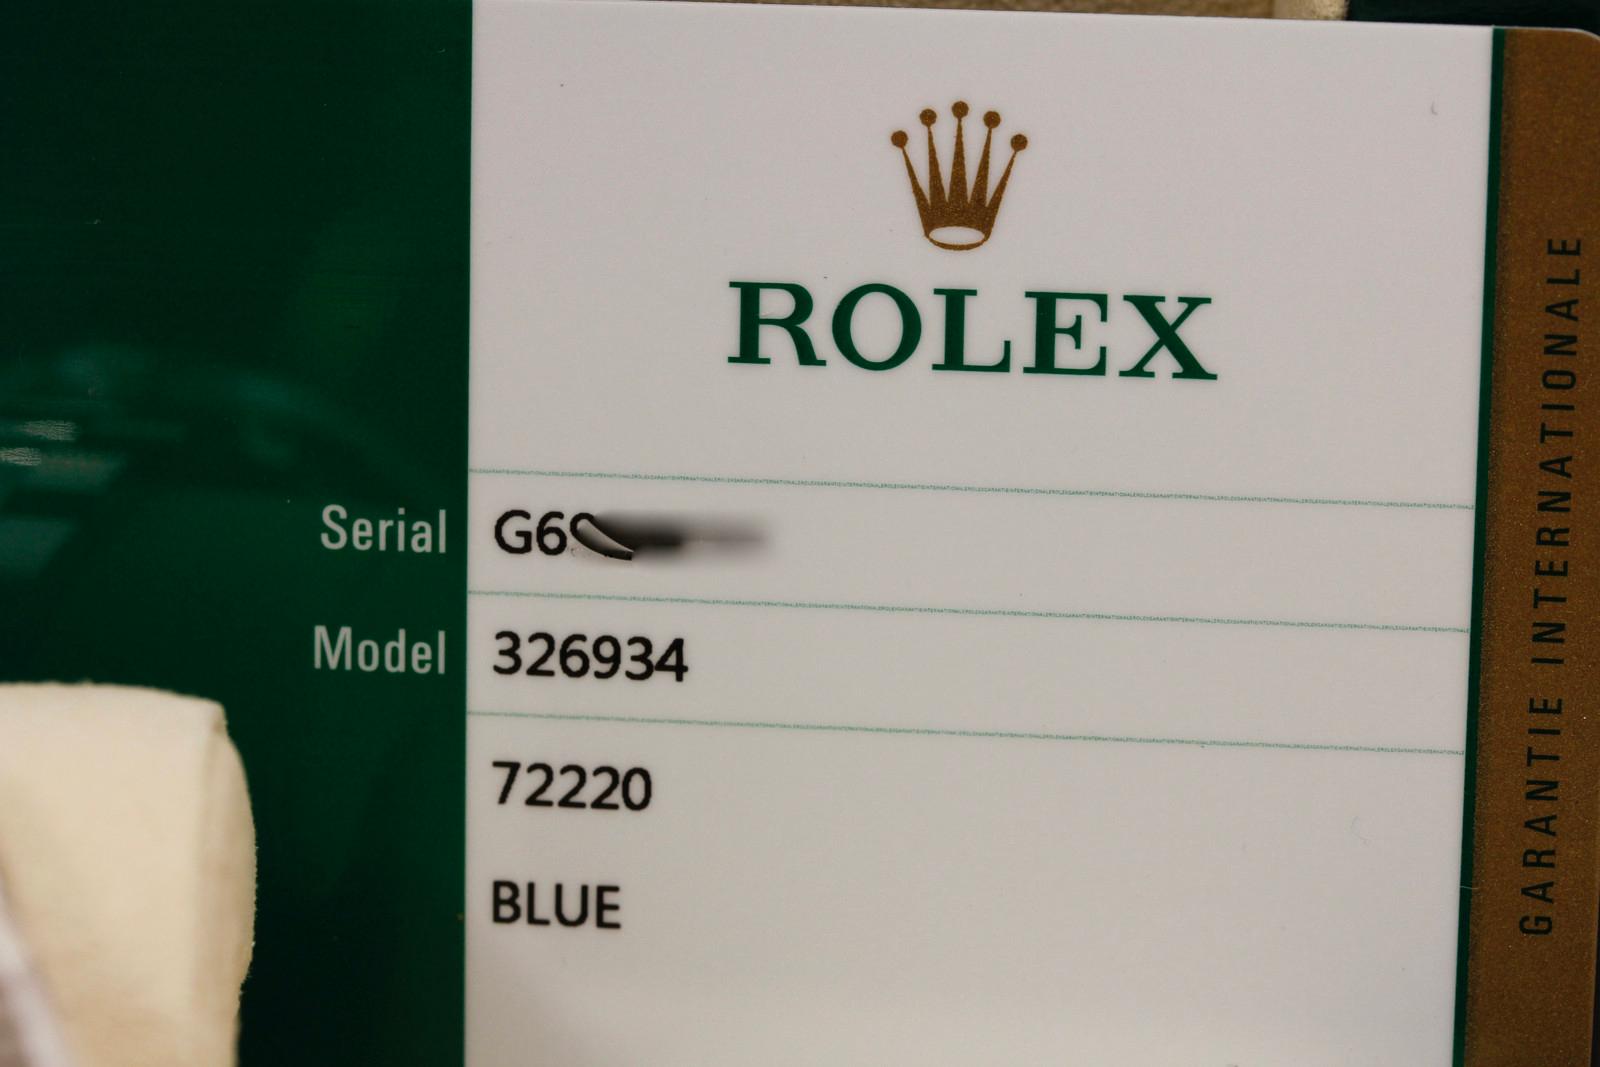 ROLEX
Serial G6
Model 326934
72220
BLUE
GARANTIE INTERNATIONALE